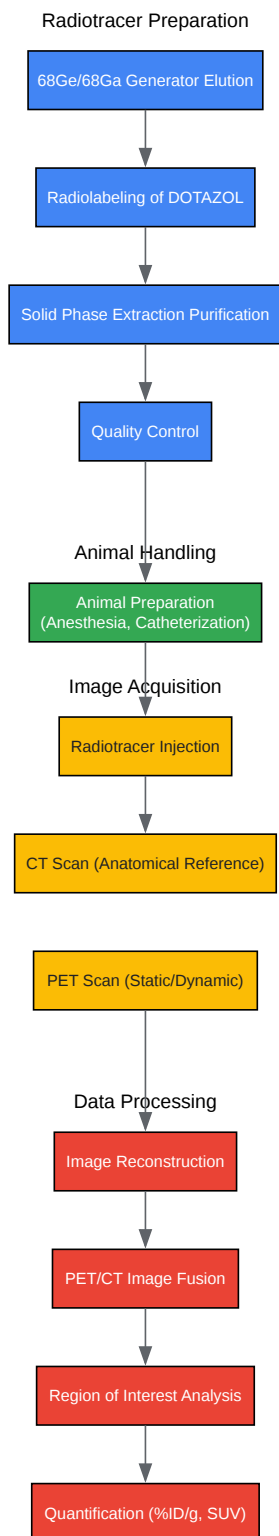 Radiotracer Preparation
68Ge/68Ga Generator Elution
Radiolabeling of DOTAZOL
Solid Phase Extraction Purification
Quality Control
Animal Handling
Animal Preparation
(Anesthesia, Catheterization)
Image Acquisition
Radiotracer Injection
CT Scan (Anatomical Reference)
PET Scan (Static/Dynamic)
Data Processing
Image Reconstruction
PET/CT Image Fusion
Region of Interest Analysis
Quantification (%ID/g, SUV)